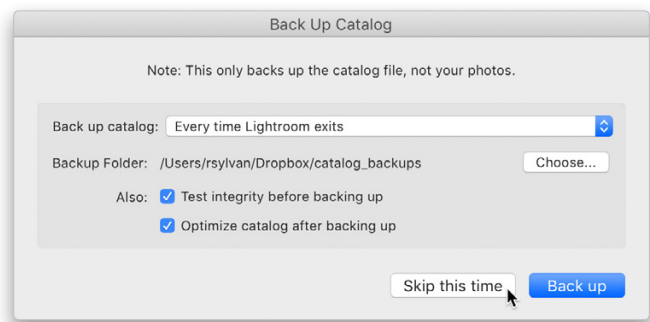 Back Up Catalog
Note: This only backs up the catalog file, not your photos.
Back up catalog: Every time Lightroom exits
Backup Folder: /Users/rsylvan/Dropbox/catalog_backups Choose...
Also: Test integrity before backing up
Optimize catalog after backing up
Skip this time Back up